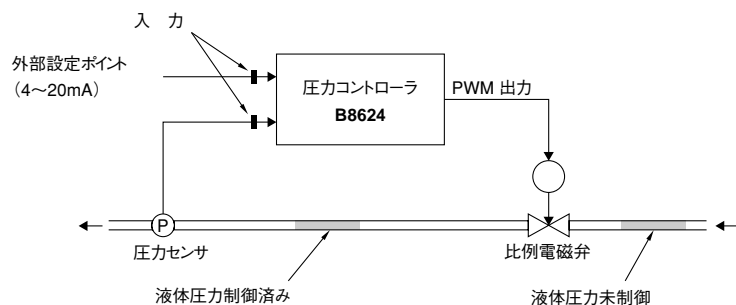 入 力
外部設定ポイント
（4～20mA）
圧力コントローラ
B8624
PWM 出力
P
圧力センサ
比例電磁弁
液体圧力制御済み
液体圧力未制御